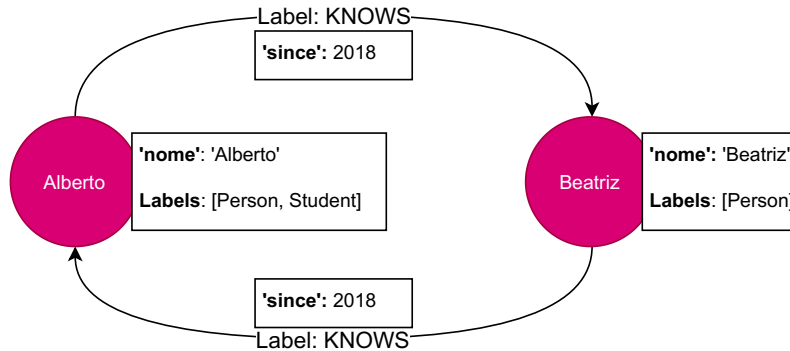 Label: KNOWS
'since': 2018
Alberto
'nome': 'Alberto'
Labels: [Person, Student]
Beatriz
'nome': 'Beatriz'
Labels: [Person]
'since': 2018
Label: KNOWS